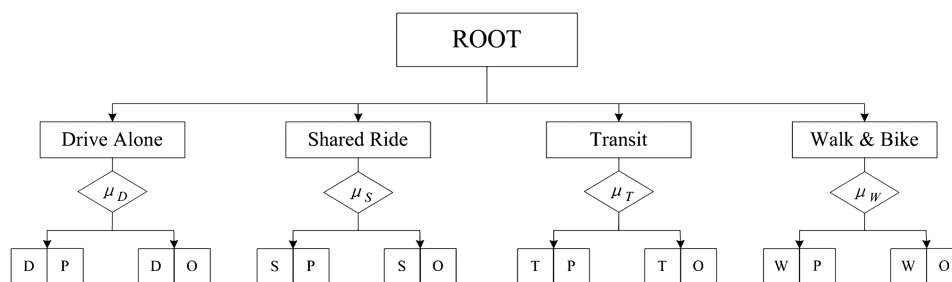 ROOT
Drive Alone Shared Ride Transit Walk & Bike
μD μS μT μW
D P D O S P S O T P T O W P W O